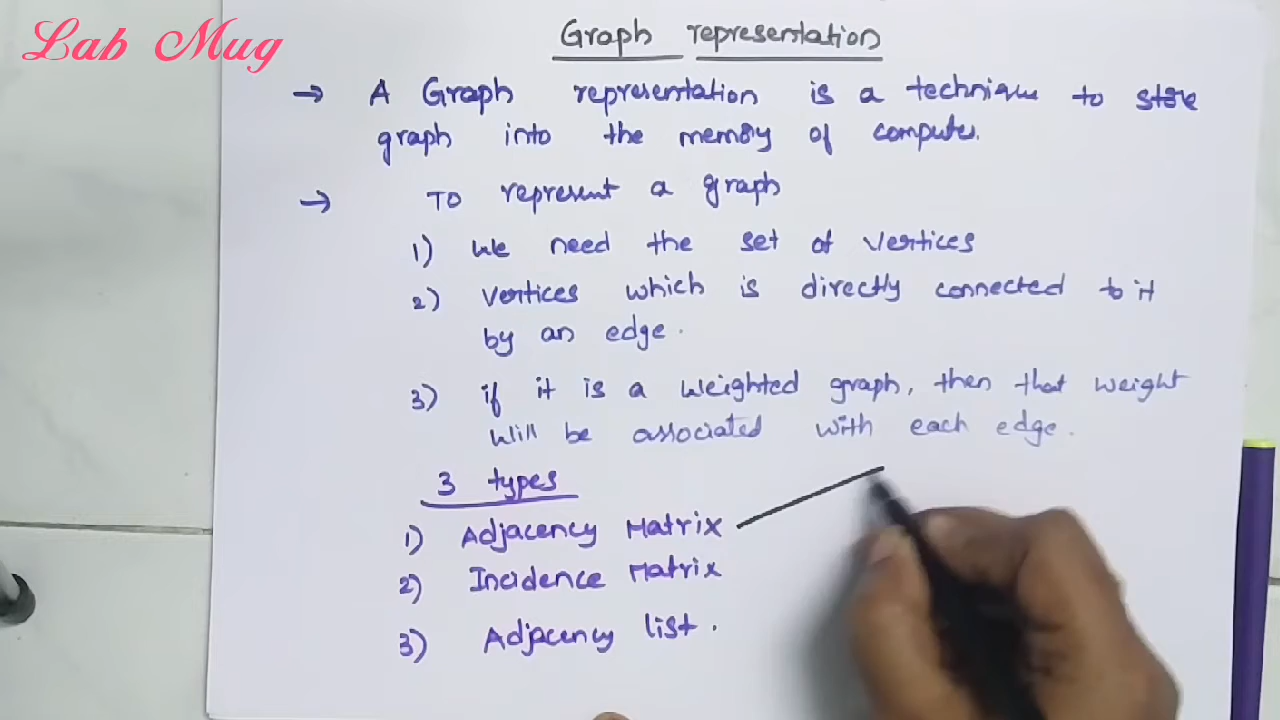 Lab Mug
Graph representation
→ A Graph representation is a technique to store
graph into the memory of computer.
→ To represent a graph
1) We need the set of vertices
2) Vertices which is directly connected to it
by an edge.
3) if it is a weighted graph, then that weight
will be associated with each edge.
3 types
1) Adjacency Matrix
2) Incidence Matrix
3) Adjacency list.